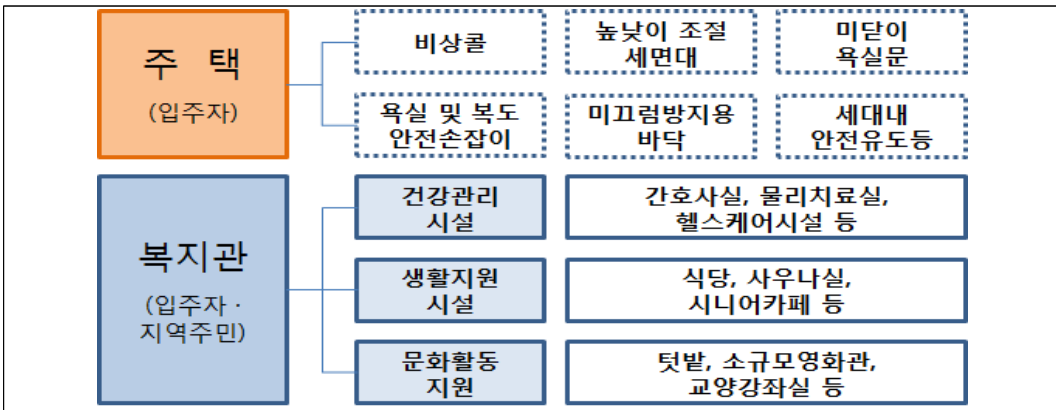 주 택
(입주자)
비상콜
높낮이 조절
세면대
미닫이
욕실문
욕실 및 복도
안전손잡이
미끄럼방지용
바닥
세대내
안전유도등
복지관
(입주자 ·
지역주민)
건강관리
시설
간호사실, 물리치료실,
헬스케어시설 등
생활지원
시설
식당, 사우나실,
시니어카페 등
문화활동
지원
텃밭, 소규모영화관,
교양강좌실 등